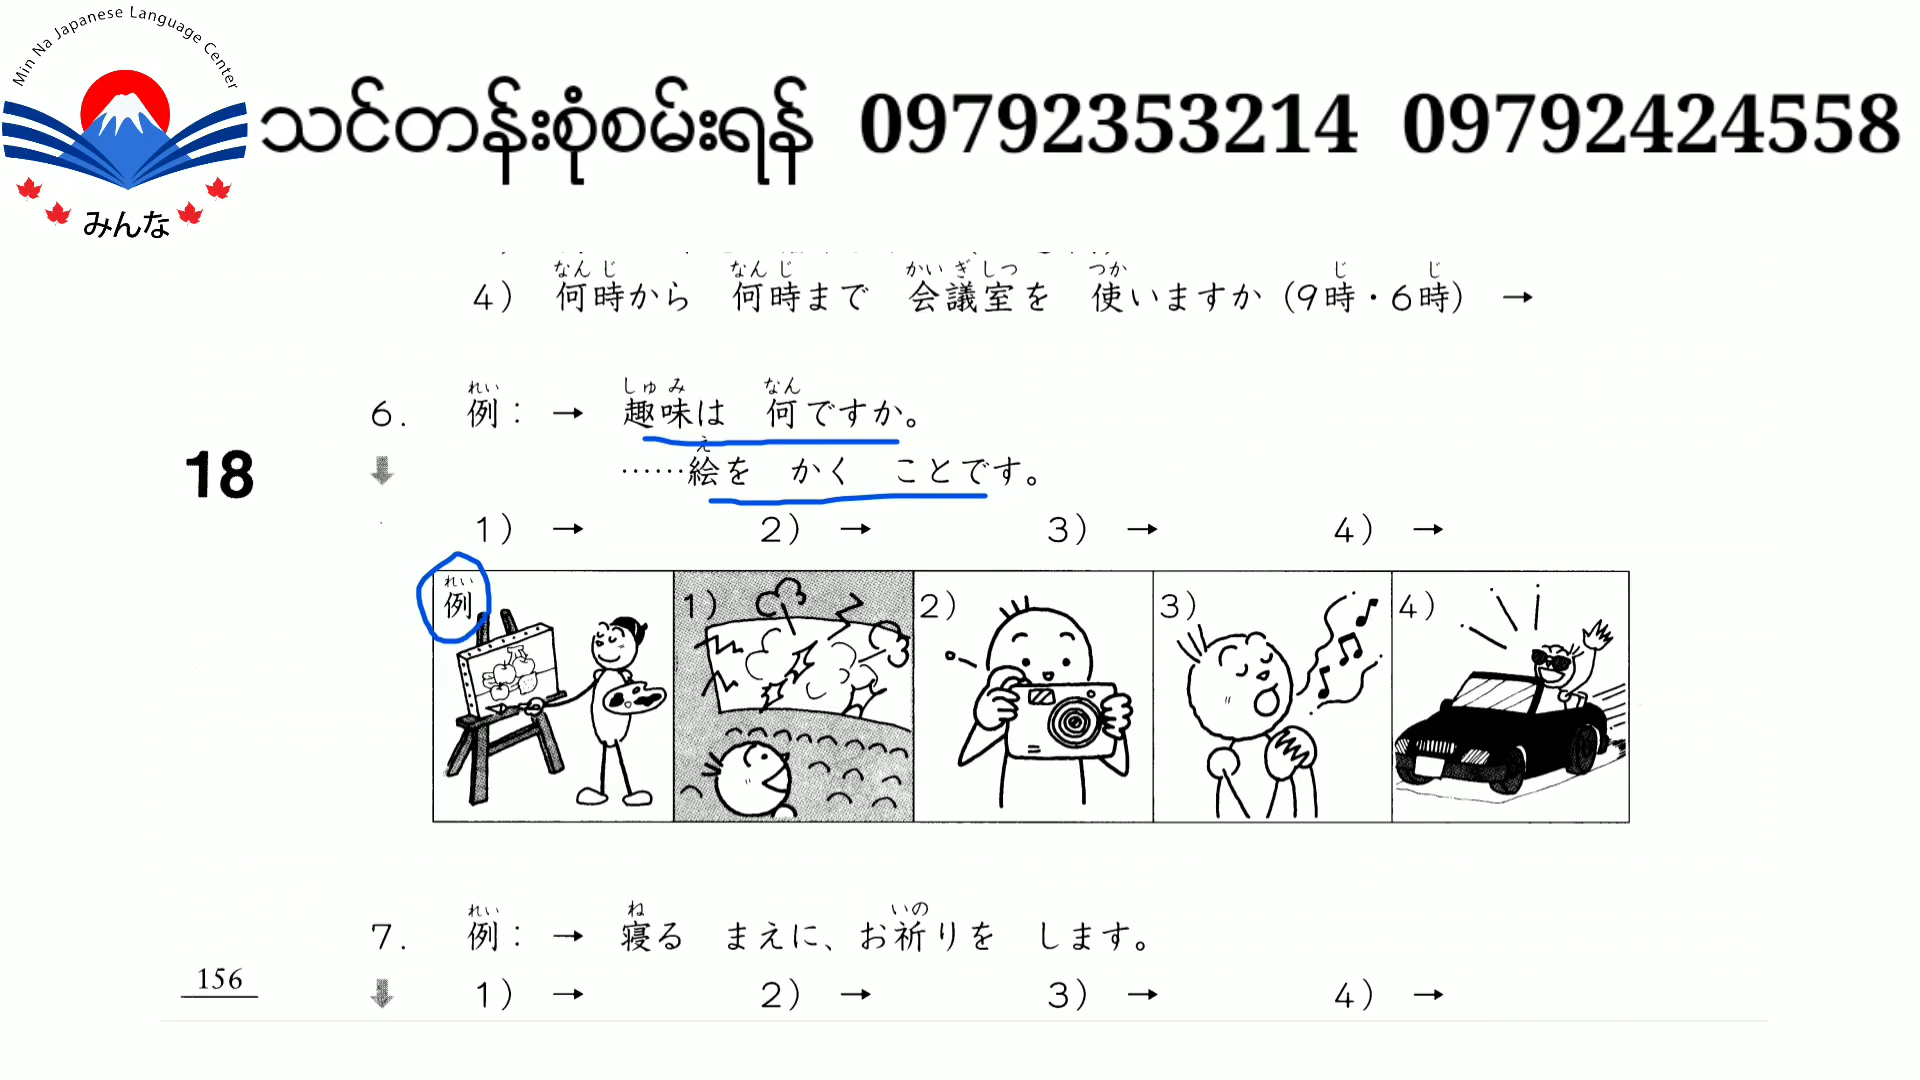 Min Na Japanese Language Center
みんな
သင်တန်းစုံစမ်းရန် 09792353214 09792424558
なんじ なんじ かいぎしつ つか じ じ
4) 何時から 何時まで 会議室を 使いますか (9時・6時) →
れい しゅみ なん
6. 例: → 趣味は 何ですか。
え
18
……絵を かく ことです。
1) → 2) → 3) → 4) →
れい
例 1) 2) 3) 4)
れい ね いの
7. 例: → 寝る まえに、お祈りを します。
156
1) → 2) → 3) → 4) →